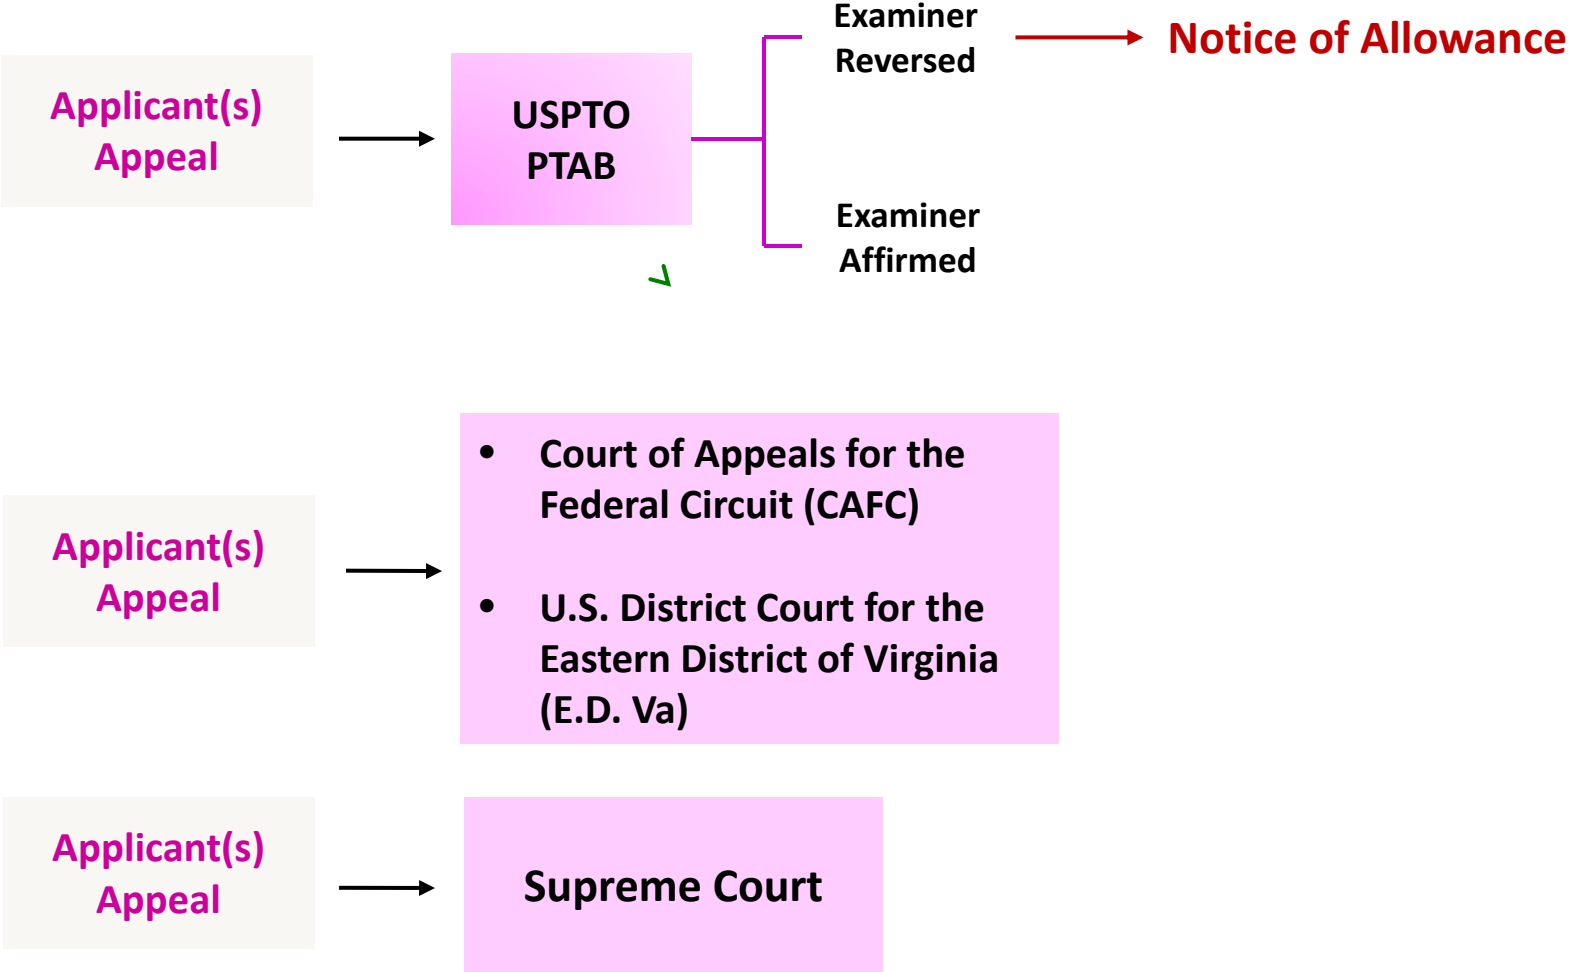 Applicant(s)
Appeal
USPTO
PTAB
Examiner
Reversed
Notice of Allowance
Examiner
Affirmed
Applicant(s)
Appeal
• Court of Appeals for the
Federal Circuit (CAFC)
• U.S. District Court for the
Eastern District of Virginia
(E.D. Va)
Applicant(s)
Appeal
Supreme Court